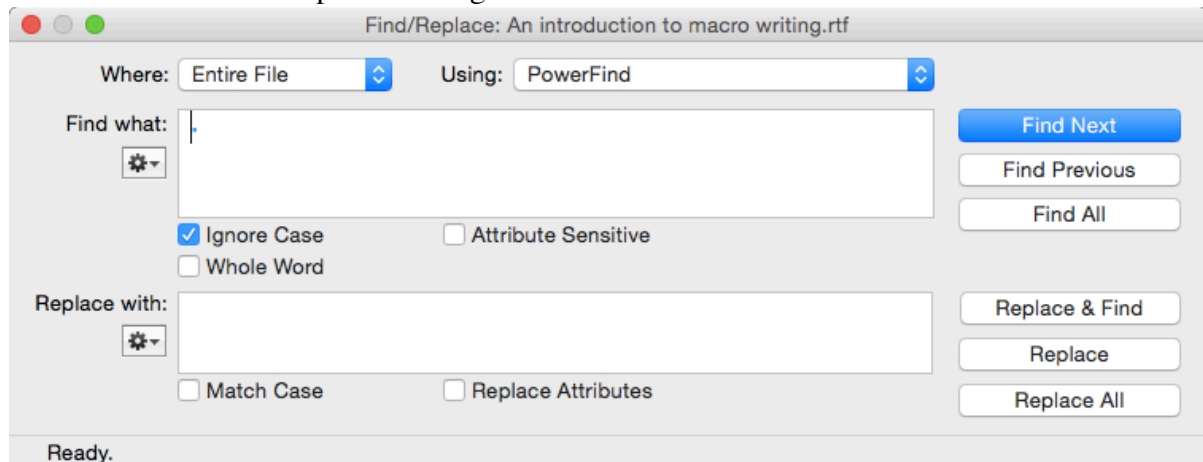 Find/Replace: An introduction to macro writing.rtf
Where: Entire File Using: PowerFind
Find what: Find Next
Find Previous
Find All
Ignore Case Attribute Sensitive
Whole Word
Replace with: Replace & Find
Replace
Match Case Replace Attributes
Replace All
Ready.